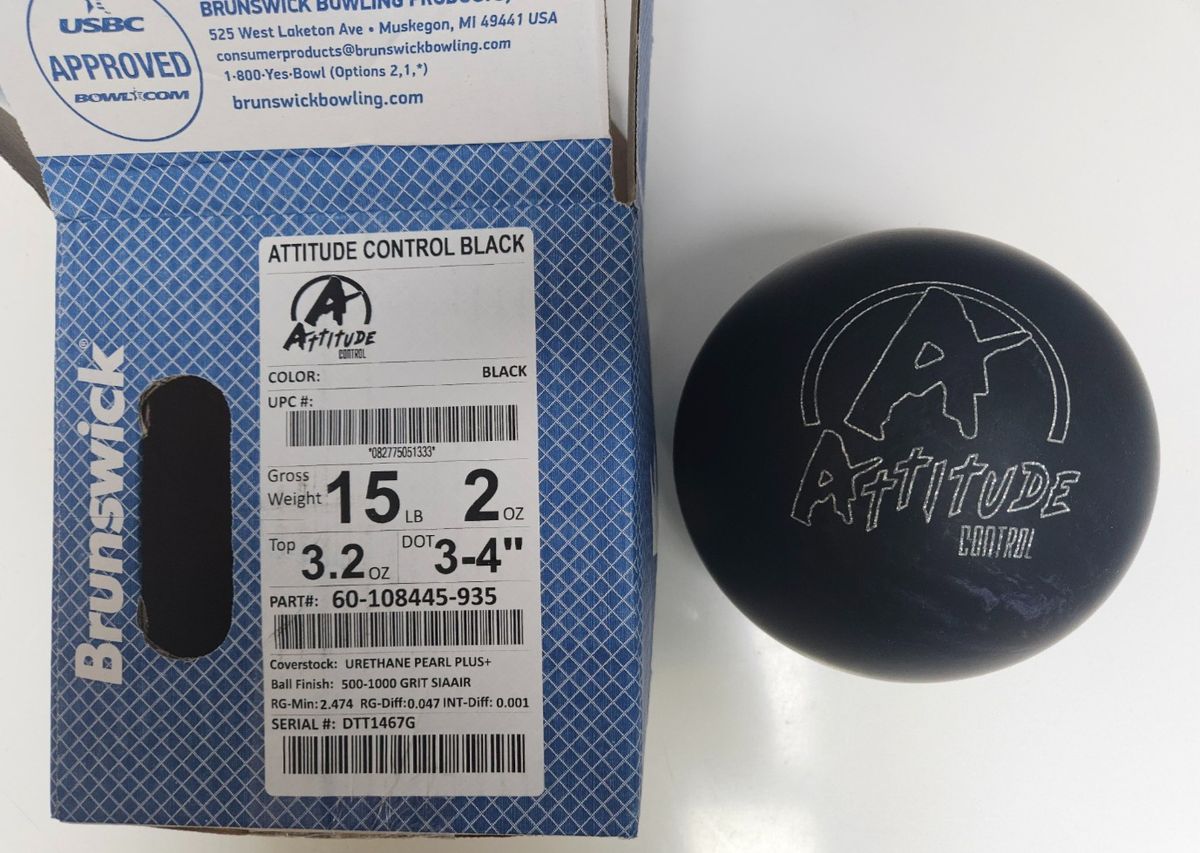 USBC
APPROVED
BOWL.COM
BRUNSWICK BOWLING PRODUCTS,
525 West Laketon Ave • Muskegon, MI 49441 USA
consumerproducts@brunswickbowling.com
1-800-Yes-Bowl (Options 2,1,*)
brunswickbowling.com
Brunswick®
ATTITUDE CONTROL BLACK
A
ATTITUDE
CONTROL
COLOR: BLACK
UPC #:
*082775051333*
Gross Weight 15 LB 2 OZ
Top 3.2 OZ DOT 3-4"
PART#: 60-108445-935
Coverstock: URETHANE PEARL PLUS+
Ball Finish: 500-1000 GRIT SIAAIR
RG-Min: 2.474 RG-Diff: 0.047 INT-Diff: 0.001
SERIAL #: DTT1467G
A
ATTITUDE
CONTROL